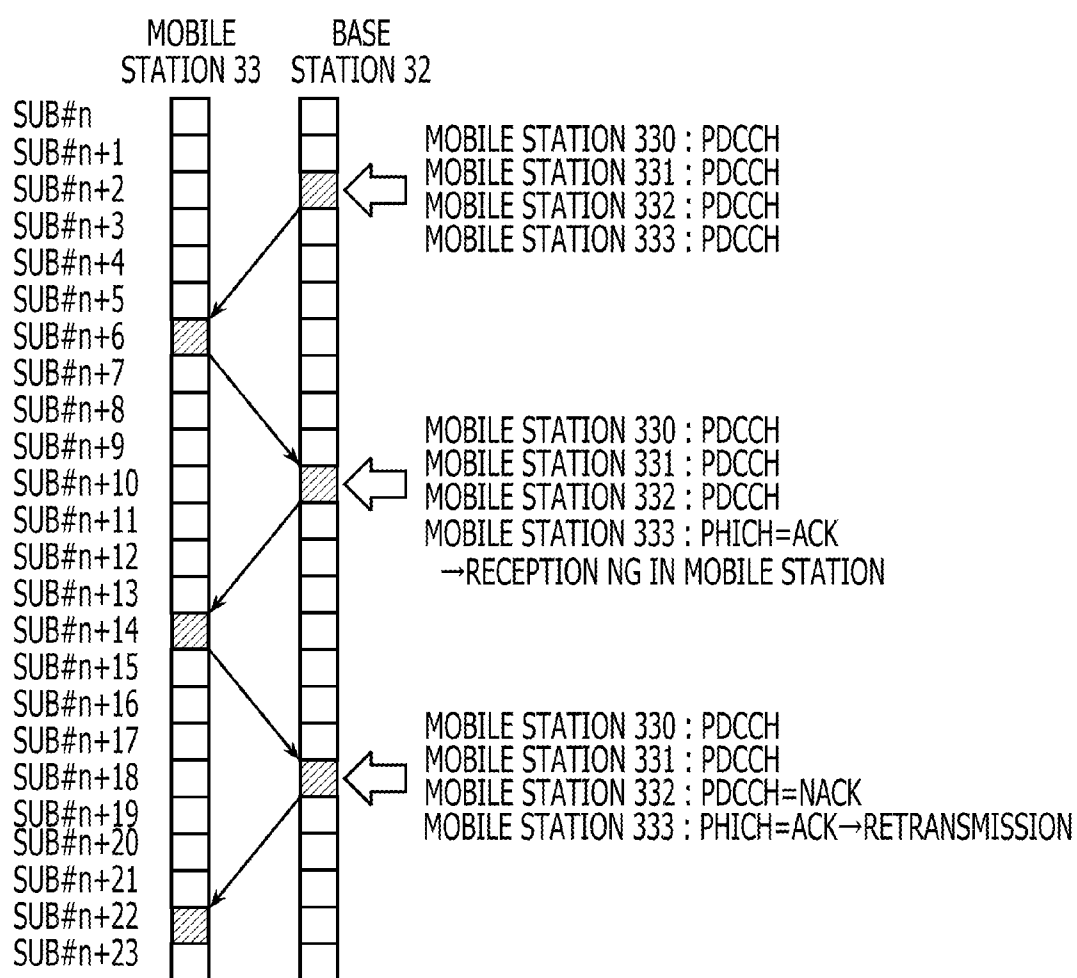 MOBILE STATION 33
BASE STATION 32
SUB#n
SUB#n+1
SUB#n+2
SUB#n+3
SUB#n+4
SUB#n+5
SUB#n+6
SUB#n+7
SUB#n+8
SUB#n+9
SUB#n+10
SUB#n+11
SUB#n+12
SUB#n+13
SUB#n+14
SUB#n+15
SUB#n+16
SUB#n+17
SUB#n+18
SUB#n+19
SUB#n+20
SUB#n+21
SUB#n+22
SUB#n+23
MOBILE STATION 330 : PDCCH
MOBILE STATION 331 : PDCCH
MOBILE STATION 332 : PDCCH
MOBILE STATION 333 : PDCCH
MOBILE STATION 330 : PDCCH
MOBILE STATION 331 : PDCCH
MOBILE STATION 332 : PDCCH
MOBILE STATION 333 : PHICH=ACK
→RECEPTION NG IN MOBILE STATION
MOBILE STATION 330 : PDCCH
MOBILE STATION 331 : PDCCH
MOBILE STATION 332 : PDCCH=NACK
MOBILE STATION 333 : PHICH=ACK→RETRANSMISSION